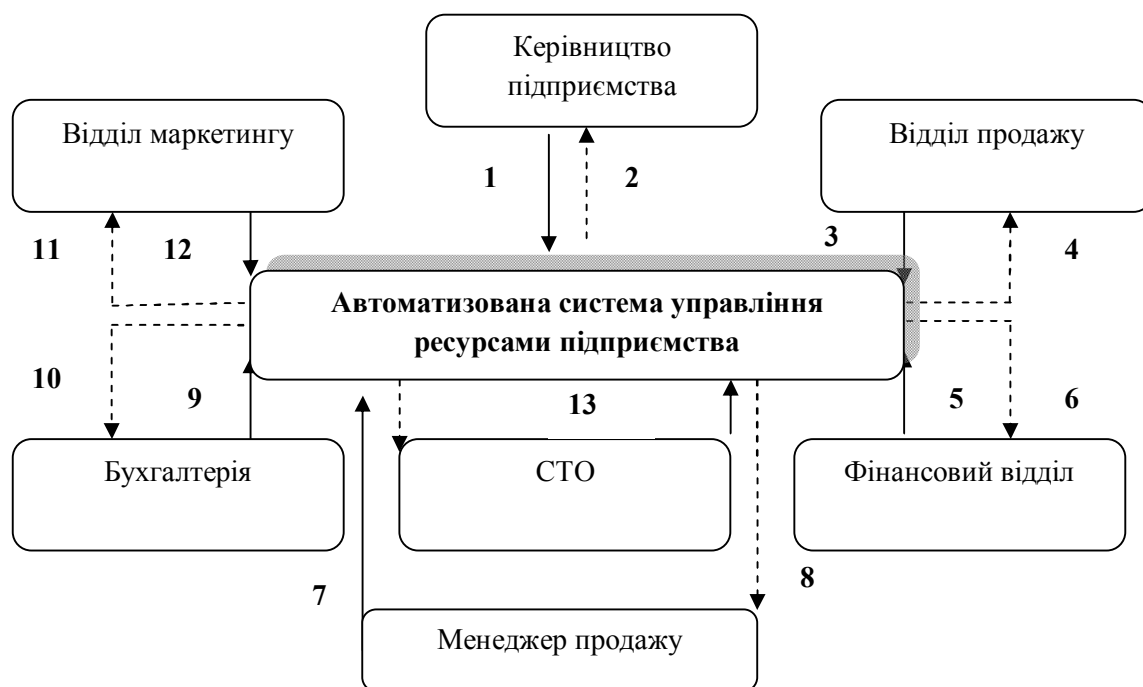 Керівництво
підприємства
Відділ маркетингу
Відділ продажу
1
2
11
12
3
4
Автоматизована система управління
ресурсами підприємства
10
9
13
5
6
Бухгалтерія
СТО
Фінансовий відділ
7
8
Менеджер продажу